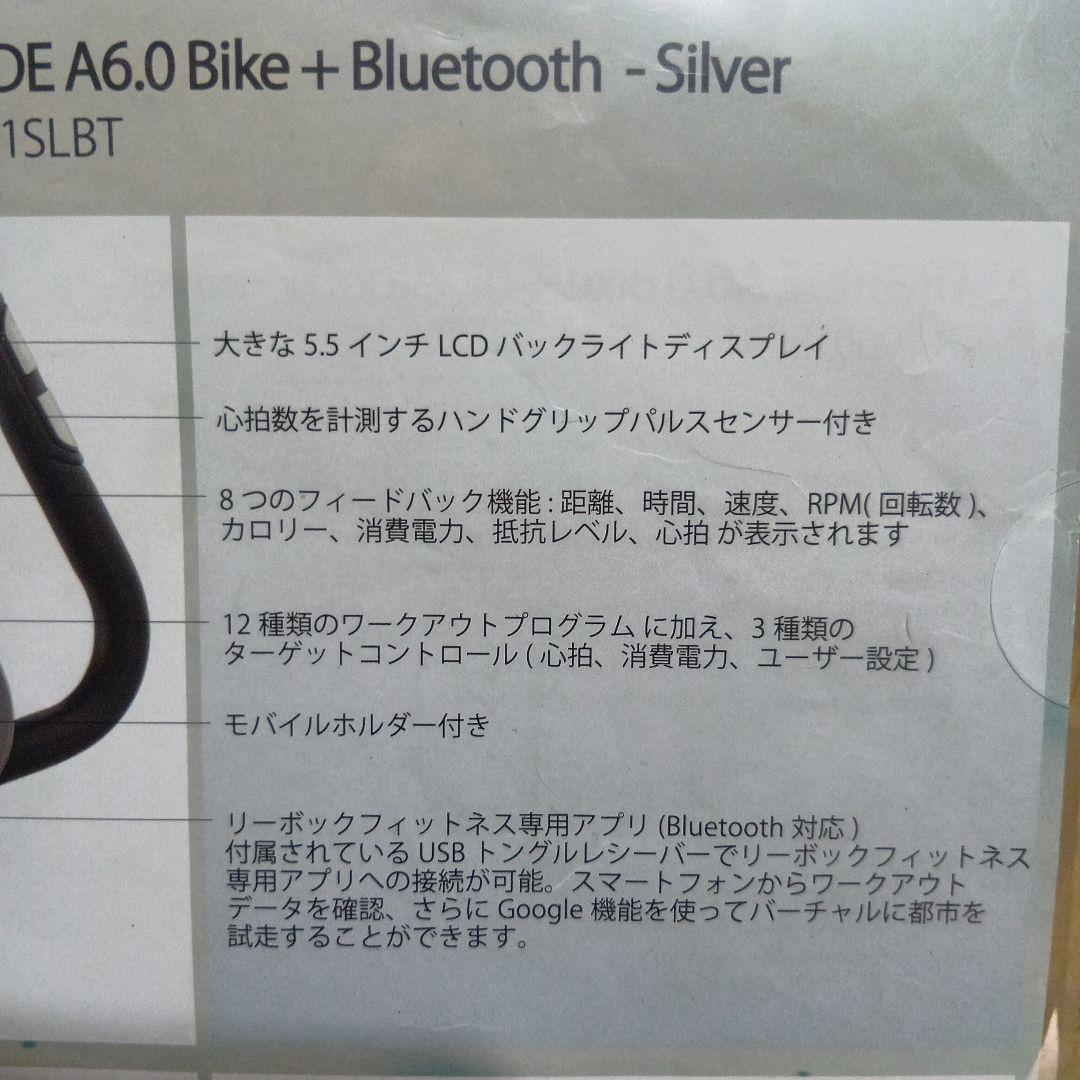 DE A6.0 Bike + Bluetooth - Silver
1SLBT
大きな 5.5 インチ LCD バックライトディスプレイ
心拍数を計測するハンドグリップパルスセンサー付き
8 つのフィードバック機能 : 距離、時間、速度、RPM( 回転数 )、
カロリー、消費電力、抵抗レベル、心拍 が表示されます
12 種類のワークアウトプログラム に加え、3 種類の
ターゲットコントロール ( 心拍、消費電力、ユーザー設定 )
モバイルホルダー付き
リーボックフィットネス専用アプリ (Bluetooth 対応 )
付属されている USB トングルレシーバーでリーボックフィットネス
専用アプリへの接続が可能。スマートフォンからワークアウト
データを確認、さらに Google 機能を使ってバーチャルに都市を
試走することができます。